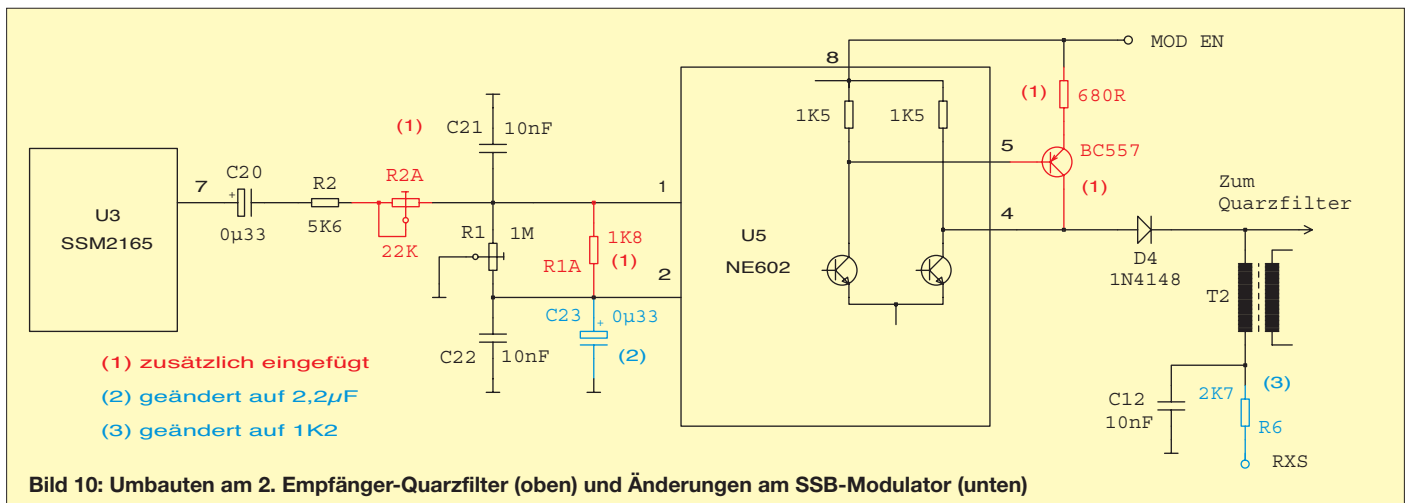 MOD EN
8
(1)
680R
1K5
1K5
(1)
C21
10nF
5
BC557
C20
R2
R2A
(1)
7
+
1
4
Zum
Quarzfilter
U3
SSM2165
0µ33
5K6
22K
R1
1M
1K8
R1A
(1)
U5
NE602
D4
1N4148
2
T2
C23
+
0µ33
(2)
C22
10nF
(1) zusätzlich eingefügt
(2) geändert auf 2,2µF
(3) geändert auf 1K2
(3)
C12
10nF
2K7
R6
RXS
Bild 10: Umbauten am 2. Empfänger-Quarzfilter (oben) und Änderungen am SSB-Modulator (unten)